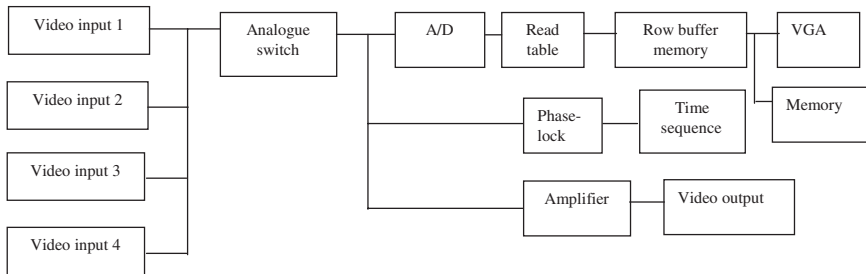 Video input 1
Analogue
switch
A/D
Read
table
Row buffer
memory
VGA
Video input 2
Memory
Phase-
lock
Time
sequence
Video input 3
Amplifier
Video output
Video input 4